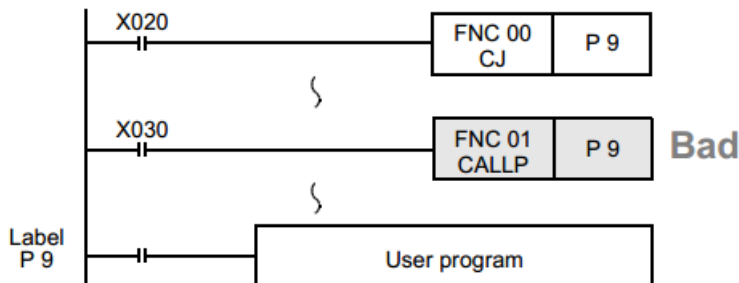 X020
FNC 00
CJ
P 9
X030
FNC 01
CALLP
P 9
Bad
Label
P 9
User program